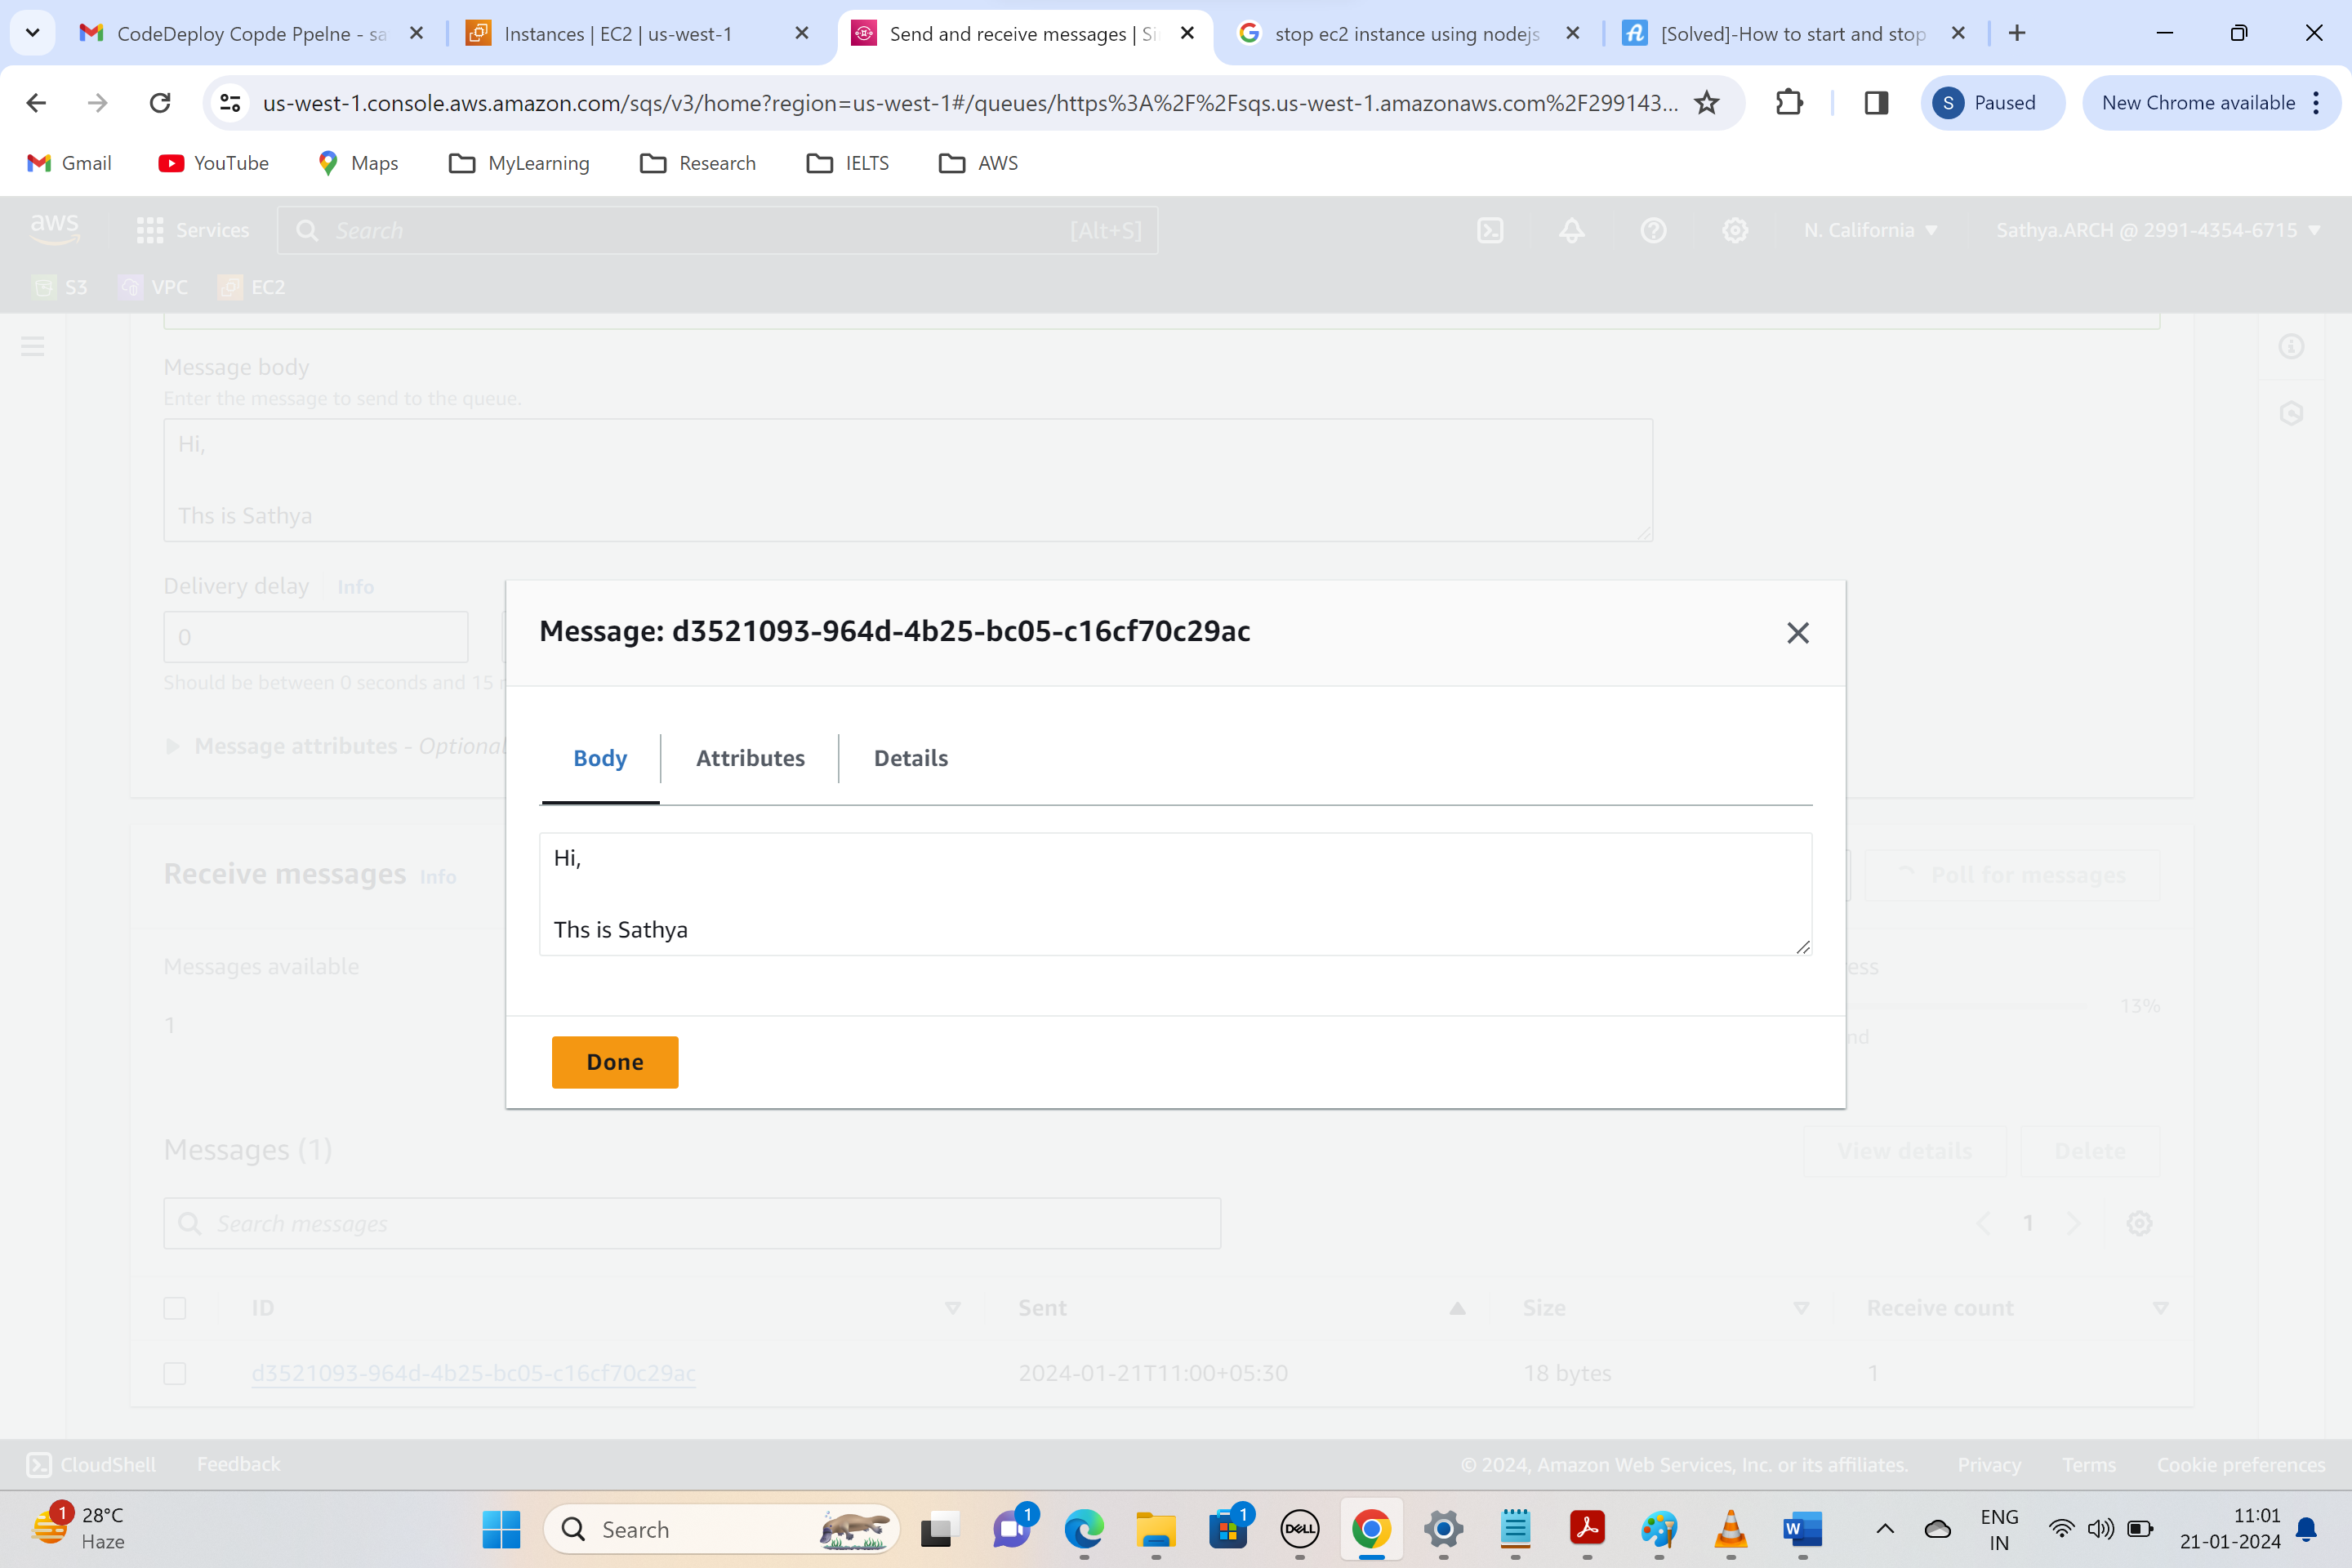 CodeDeploy Copde Ppelne - sa
Instances | EC2 | us-west-1
Send and receive messages | Si
stop ec2 instance using nodejs
[Solved]-How to start and stop
us-west-1.console.aws.amazon.com/sqs/v3/home?region=us-west-1#/queues/https%3A%2F%2Fsqs.us-west-1.amazonaws.com%2F299143...
S Paused
New Chrome available
Gmail
YouTube
Maps
MyLearning
Research
IELTS
AWS
aws
Services
Search
[Alt+S]
N. California
Sathya.ARCH @ 2991-4354-6715
S3
VPC
EC2
Message body
Enter the message to send to the queue.
Hi,
Ths is Sathya
Delivery delay Info
0
Should be between 0 seconds and 15
Message attributes - Optional
Message: d3521093-964d-4b25-bc05-c16cf70c29ac
Body
Attributes
Details
Hi,
Ths is Sathya
Done
Receive messages Info
Poll for messages
Messages available
1
13%
Messages (1)
View details
Delete
Search messages
1
ID
Sent
Size
Receive count
d3521093-964d-4b25-bc05-c16cf70c29ac
2024-01-21T11:00+05:30
18 bytes
1
CloudShell
Feedback
© 2024, Amazon Web Services, Inc. or its affiliates.
Privacy
Terms
Cookie preferences
1
28°C
Haze
Search
1
1
DELL
W
ENG
IN
11:01
21-01-2024